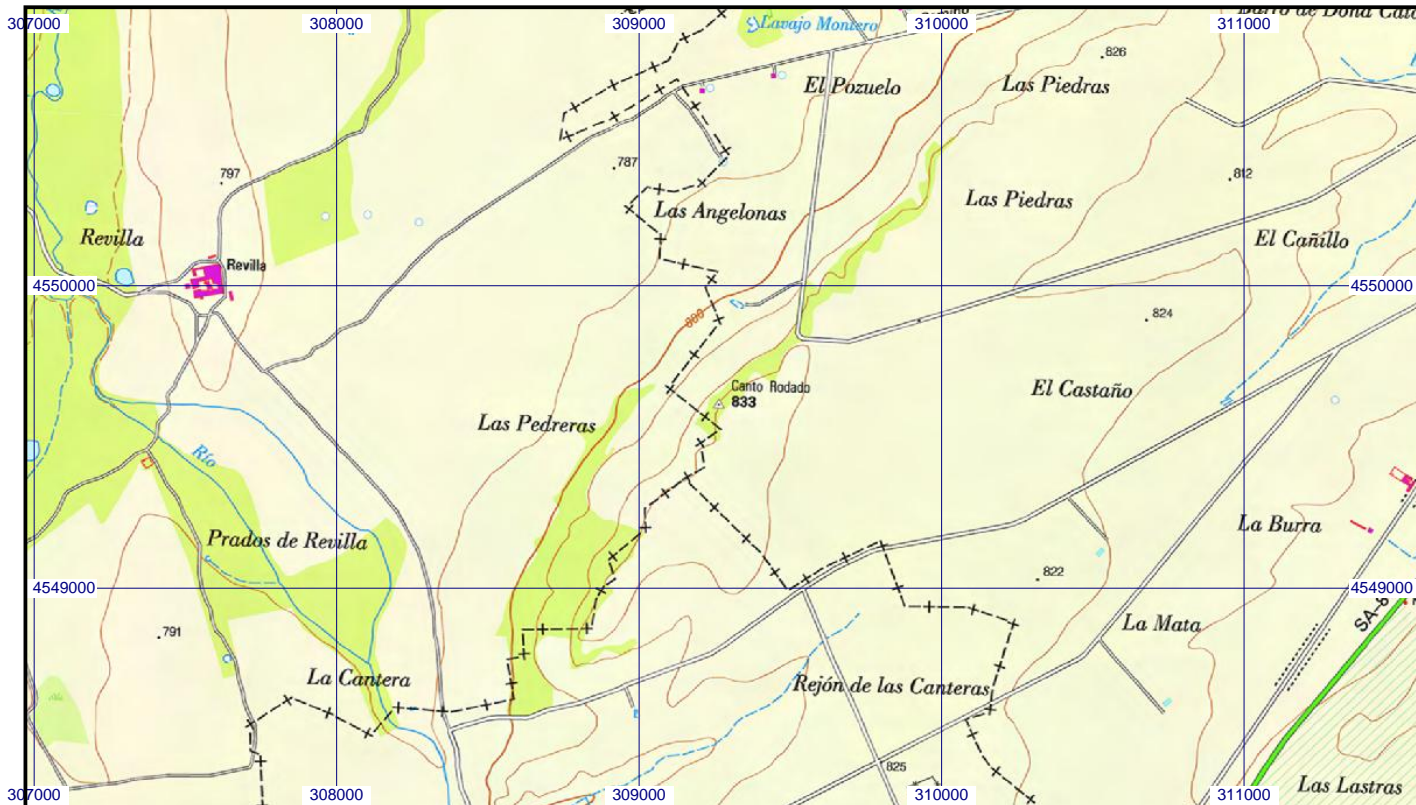 307000
308000
309000
310000
311000
Lavajo Montero
826
El Pozuelo
Las Piedras
787
797
812
Las Angelonas
Las Piedras
Revilla
El Cañillo
Revilla
4550000
4550000
800
824
Canto Rodado
833
El Castaño
Las Pedreras
Río
La Burra
Prados de Revilla
822
4549000
4549000
La Mata
791
La Cantera
Rejón de las Canteras
825
Las Lastras
307000
308000
309000
310000
311000